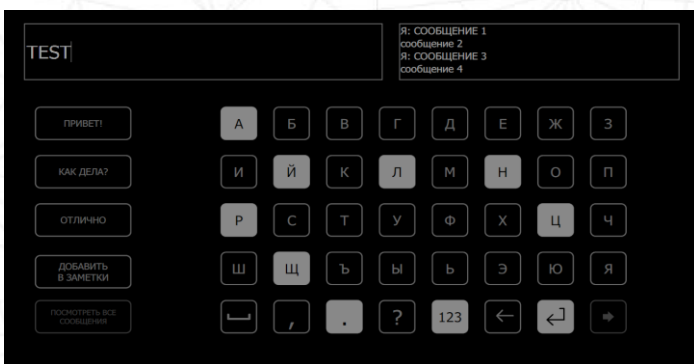 TEST
Я: СООБЩЕНИЕ 1
сообщение 2
Я: СООБЩЕНИЕ 3
сообщение 4
ПРИВЕТ!
А Б В Г Д Е Ж З
КАК ДЕЛА?
И Й К Л М Н О П
ОТЛИЧНО
Р С Т У Ф Х Ц Ч
ДОБАВИТЬ
В ЗАМЕТКИ
Ш Щ Ъ Ы Ь Э Ю Я
ПОСМОТРЕТЬ ВСЕ
СООБЩЕНИЯ
, . ? 123